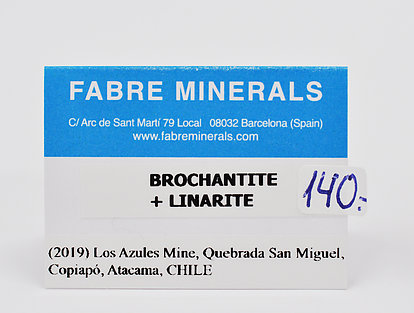 FABRE MINERALS
C/ Arc de Sant Martí 79 Local 08032 Barcelona (Spain)
www.fabreminerals.com
BROCHANTITE
+ LINARITE
140.-
(2019) Los Azules Mine, Quebrada San Miguel,
Copiapó, Atacama, CHILE